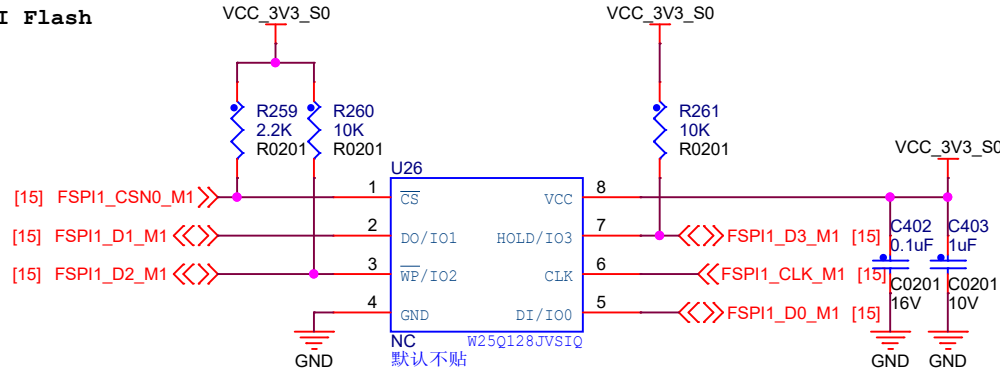 I Flash
VCC_3V3_S0
VCC_3V3_S0
R259
2.2K
R0201
R260
10K
R0201
R261
10K
R0201
VCC_3V3_S0
U26
[15] FSPI1_CSN0_M1
1
CS
VCC
8
[15] FSPI1_D1_M1
2
DO/IO1
HOLD/IO3
7
FSPI1_D3_M1 [15]
[15] FSPI1_D2_M1
3
WP/IO2
CLK
6
FSPI1_CLK_M1 [15]
4
GND
DI/IO0
5
FSPI1_D0_M1 [15]
C402
0.1uF
C0201
16V
C403
1uF
C0201
10V
GND
NC
W25Q128JVSIQ
默认不贴
GND
GND